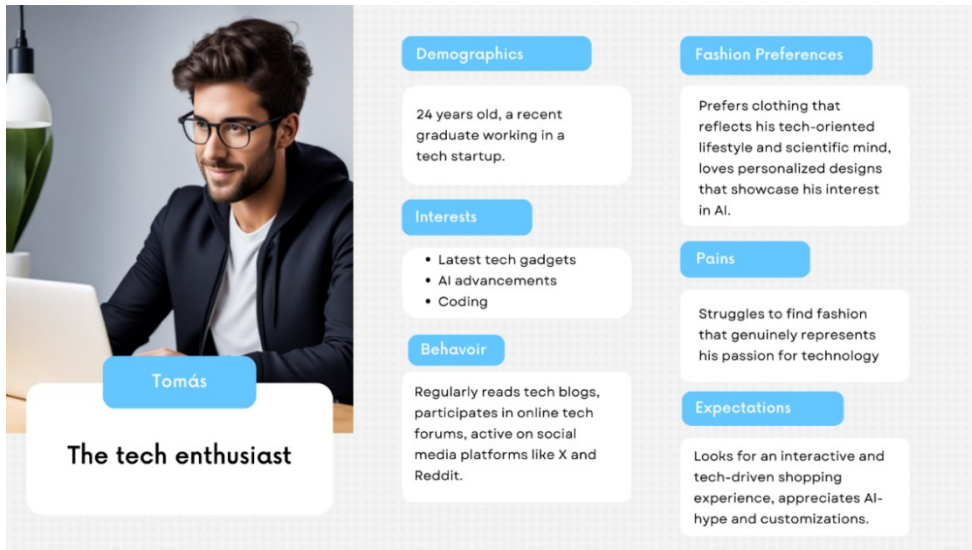 Tomás
The tech enthusiast
Demographics
24 years old, a recent
graduate working in a
tech startup.
Interests
• Latest tech gadgets
• AI advancements
• Coding
Behavoir
Regularly reads tech blogs,
participates in online tech
forums, active on social
media platforms like X and
Reddit.
Fashion Preferences
Prefers clothing that
reflects his tech-oriented
lifestyle and scientific mind,
loves personalized designs
that showcase his interest
in AI.
Pains
Struggles to find fashion
that genuinely represents
his passion for technology
Expectations
Looks for an interactive and
tech-driven shopping
experience, appreciates AI-
hype and customizations.